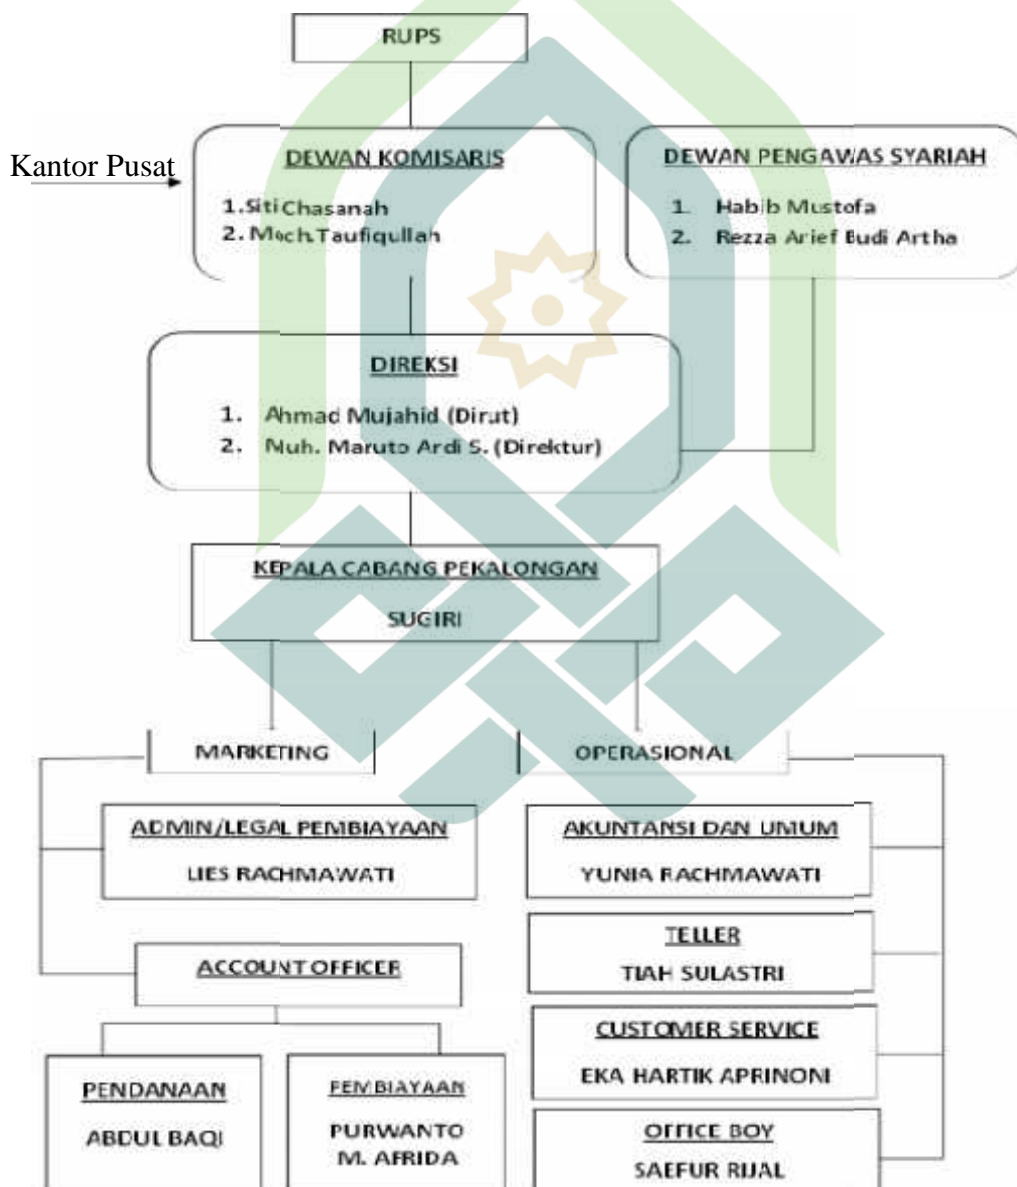 RUPS
Kantor Pusat
DEWAN KOMISARIS
1. Siti Chasanah
2. Moch.Taufiqullah
DEWAN PENGAWAS SYARIAH
1. Habib Mustofa
2. Rezza Arief Budi Artha
DIREKSI
1. Ahmad Mujahid (Dirut)
2. Muh. Maruto Ardi S. (Direktur)
KEPALA CABANG PEKALONGAN
SUGIRI
MARKETING
ADMIN/LEGAL PEMBIAYAAN
LIES RACHMAWATI
ACCOUNT OFFICER
PENDANAAN
ABDUL BAQI
PEMBIAYAAN
PURWANTO
M. AFRIDA
OPERASIONAL
AKUNTANSI DAN UMUM
YUNIA RACHMAWATI
TELLER
TIAH SULASTRI
CUSTOMER SERVICE
EKA HARTIK APRINONI
OFFICE BOY
SAEFUR RIJAL